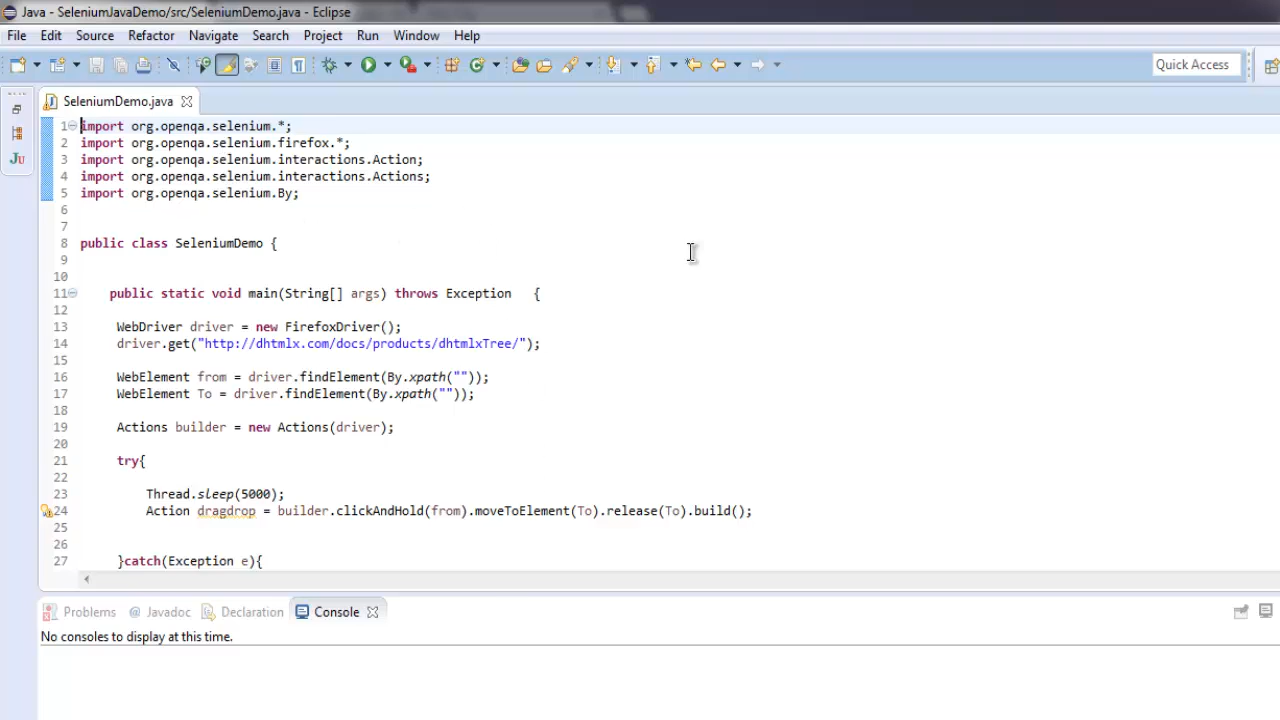 Java - SeleniumJavaDemo/src/SeleniumDemo.java - Eclipse
File Edit Source Refactor Navigate Search Project Run Window Help
Quick Access
SeleniumDemo.java
Ju
1 import org.openqa.selenium.*;
2 import org.openqa.selenium.firefox.*;
3 import org.openqa.selenium.interactions.Action;
4 import org.openqa.selenium.interactions.Actions;
5 import org.openqa.selenium.By;
6
7
8 public class SeleniumDemo {
9
10
11 public static void main(String[] args) throws Exception {
12
13 WebDriver driver = new FirefoxDriver();
14 driver.get("http://dhtmlx.com/docs/products/dhtmlxTree/");
15
16 WebElement from = driver.findElement(By.xpath(""));
17 WebElement To = driver.findElement(By.xpath(""));
18
19 Actions builder = new Actions(driver);
20
21 try{
22
23 Thread.sleep(5000);
24 Action dragdrop = builder.clickAndHold(from).moveToElement(To).release(To).build();
25
26
27 }catch(Exception e){
Problems @ Javadoc Declaration Console
No consoles to display at this time.